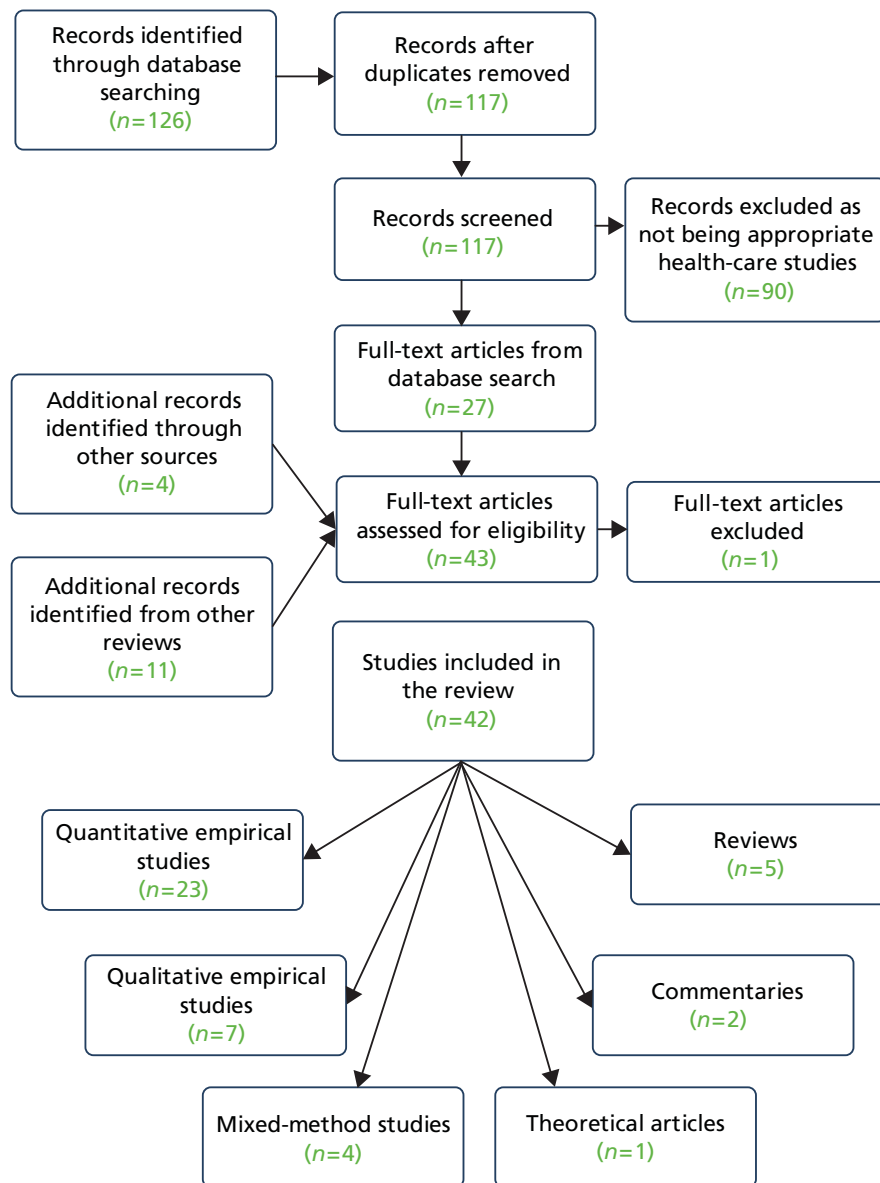 Records identified
through database
searching
(n=126)
Records after
duplicates removed
(n=117)
Records screened
(n=117)
Records excluded as
not being appropriate
health-care studies
(n=90)
Full-text articles from
database search
(n=27)
Additional records
identified through
other sources
(n=4)
Full-text articles
assessed for eligibility
(n=43)
Full-text articles
excluded
(n=1)
Additional records
identified from other
reviews
(n=11)
Studies included in
the review
(n=42)
Quantitative empirical
studies
(n=23)
Reviews
(n=5)
Qualitative empirical
studies
(n=7)
Commentaries
(n=2)
Mixed-method studies
(n=4)
Theoretical articles
(n=1)